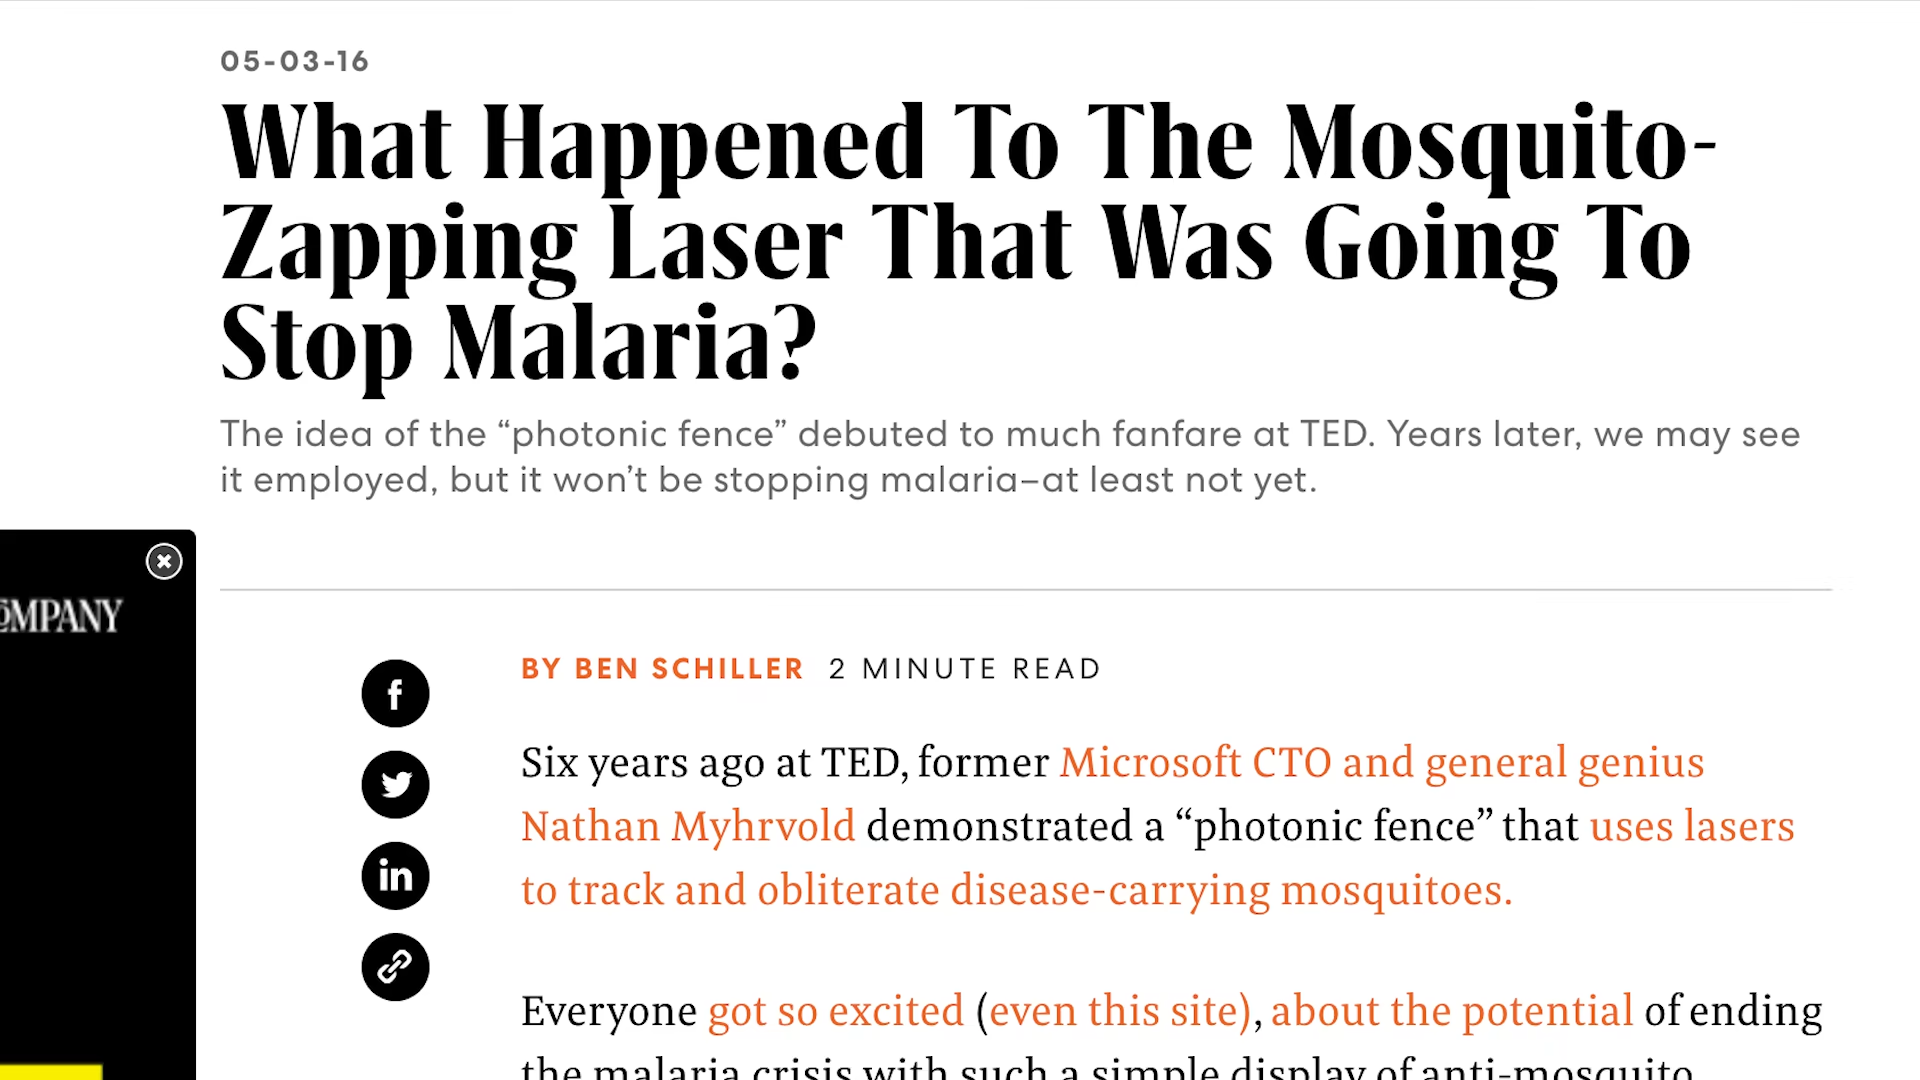 05-03-16
What Happened To The Mosquito-
Zapping Laser That Was Going To
Stop Malaria?
The idea of the “photonic fence” debuted to much fanfare at TED. Years later, we may see
it employed, but it won’t be stopping malaria–at least not yet.
OMPANY
BY BEN SCHILLER 2 MINUTE READ
Six years ago at TED, former Microsoft CTO and general genius
Nathan Myhrvold demonstrated a “photonic fence” that uses lasers
to track and obliterate disease-carrying mosquitoes.
Everyone got so excited (even this site), about the potential of ending
the malaria crisis with such a simple display of anti-mosquito